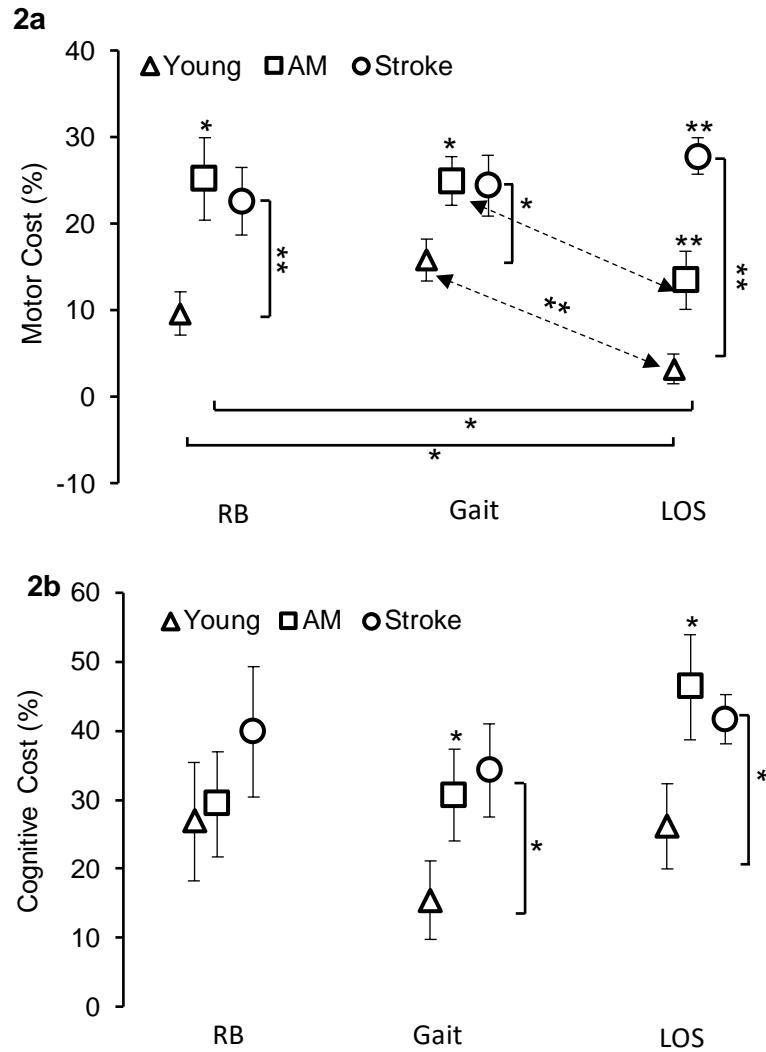 2a
40
Young AM Stroke
30
20
10
0
-10
Motor Cost (%)
* * **
** * **
**
**
*
*
RB Gait LOS
2b
60
Young AM Stroke
50
40
30
20
10
0
Cognitive Cost (%)
* *
* *
RB Gait LOS